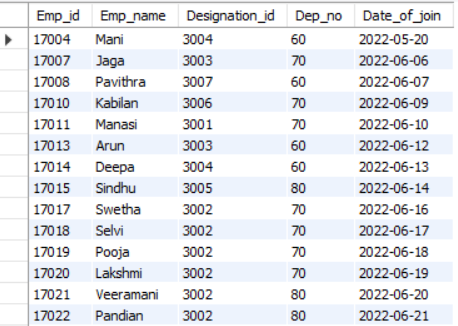 Emp_id Emp_name Designation_id Dep_no Date_of_join
17004 Mani 3004 60 2022-05-20
17007 Jaga 3003 70 2022-06-06
17008 Pavithra 3007 60 2022-06-07
17010 Kabilan 3006 70 2022-06-09
17011 Manasi 3001 70 2022-06-10
17013 Arun 3003 60 2022-06-12
17014 Deepa 3004 60 2022-06-13
17015 Sindhu 3005 80 2022-06-14
17017 Swetha 3002 70 2022-06-16
17018 Selvi 3002 70 2022-06-17
17019 Pooja 3002 70 2022-06-18
17020 Lakshmi 3002 70 2022-06-19
17021 Veeramani 3002 80 2022-06-20
17022 Pandian 3002 80 2022-06-21